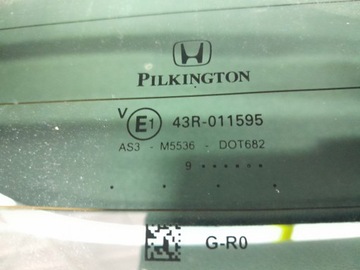 PILKINGTON
V E1 43R-011595
AS3 - M5536 - DOT682
9 ......
. . . .
G-R0